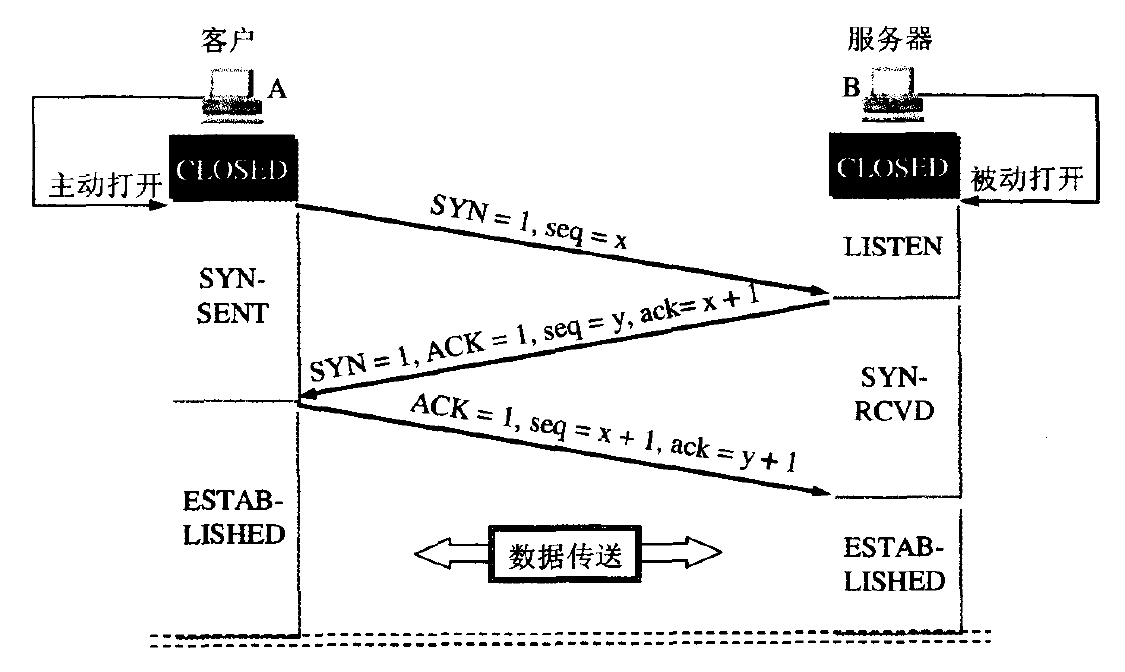 客户
服务器
A
B
CLOSED
CLOSED
主动打开
被动打开
SYN = 1, seq = x
LISTEN
SYN-
SENT
SYN = 1, ACK = 1, seq = y, ack= x + 1
SYN-
RCVD
ACK = 1, seq = x + 1, ack = y + 1
ESTAB-
LISHED
数据传送
ESTAB-
LISHED